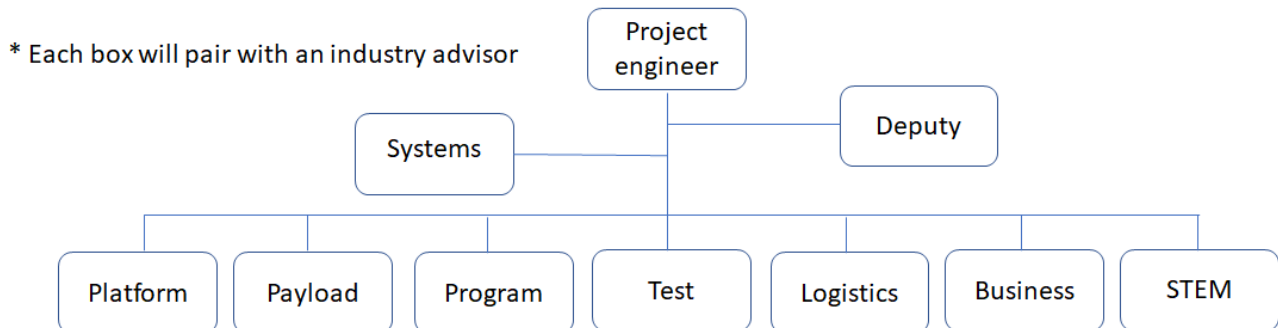 * Each box will pair with an industry advisor
Project
engineer
Deputy
Systems
Platform
Payload
Program
Test
Logistics
Business
STEM